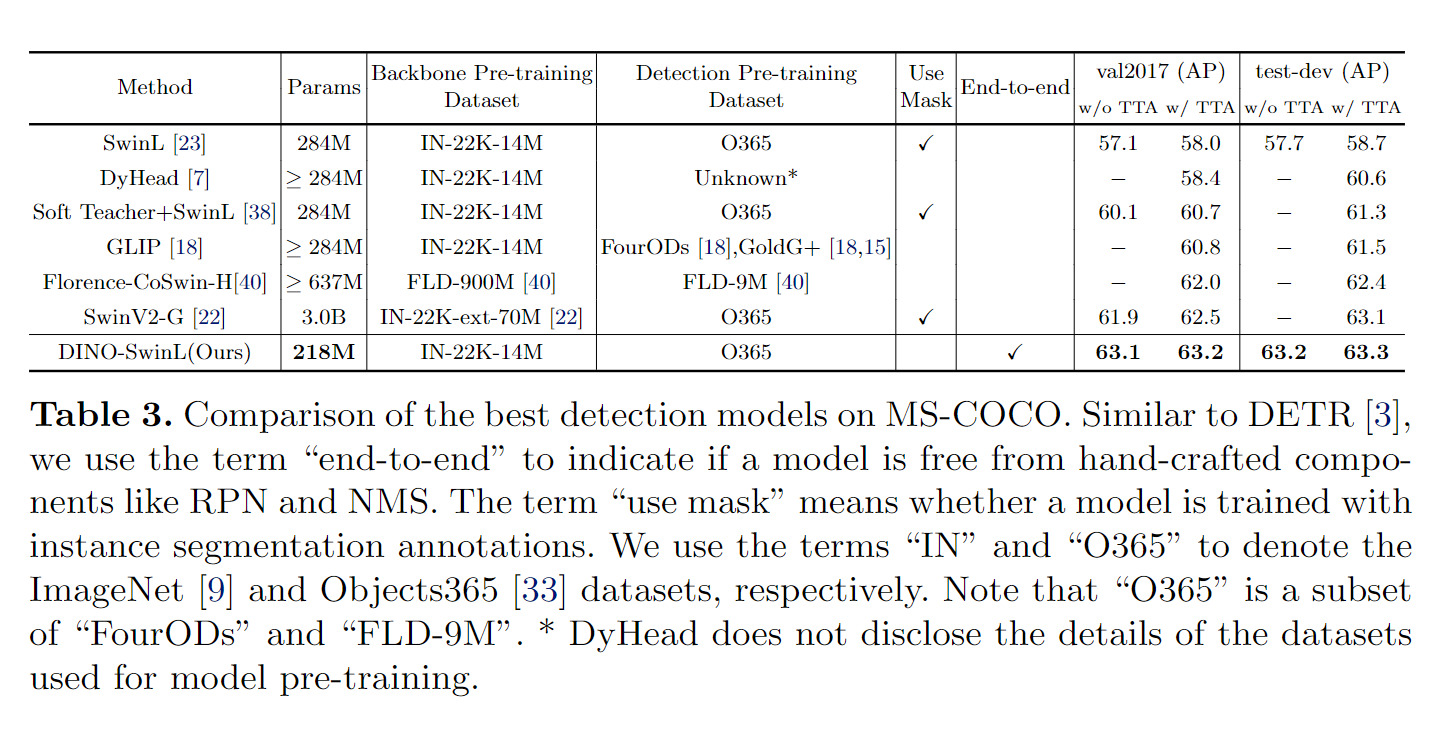 Method Params Backbone Pre-training Dataset Detection Pre-training Dataset Use Mask End-to-end val2017 (AP) test-dev (AP)
w/o TTA w/ TTA w/o TTA w/ TTA
SwinL [23] 284M IN-22K-14M O365 ✓ 57.1 58.0 57.7 58.7
DyHead [7] ≥ 284M IN-22K-14M Unknown* − 58.4 − 60.6
Soft Teacher+SwinL [38] 284M IN-22K-14M O365 ✓ 60.1 60.7 − 61.3
GLIP [18] ≥ 284M IN-22K-14M FourODs [18],GoldG+ [18,15] − 60.8 − 61.5
Florence-CoSwin-H[40] ≥ 637M FLD-900M [40] FLD-9M [40] − 62.0 − 62.4
SwinV2-G [22] 3.0B IN-22K-ext-70M [22] O365 ✓ 61.9 62.5 − 63.1
DINO-SwinL(Ours) 218M IN-22K-14M O365 ✓ 63.1 63.2 63.2 63.3
Table 3. Comparison of the best detection models on MS-COCO. Similar to DETR [3],
we use the term “end-to-end” to indicate if a model is free from hand-crafted compo-
nents like RPN and NMS. The term “use mask” means whether a model is trained with
instance segmentation annotations. We use the terms “IN” and “O365” to denote the
ImageNet [9] and Objects365 [33] datasets, respectively. Note that “O365” is a subset
of “FourODs” and “FLD-9M”. * DyHead does not disclose the details of the datasets
used for model pre-training.